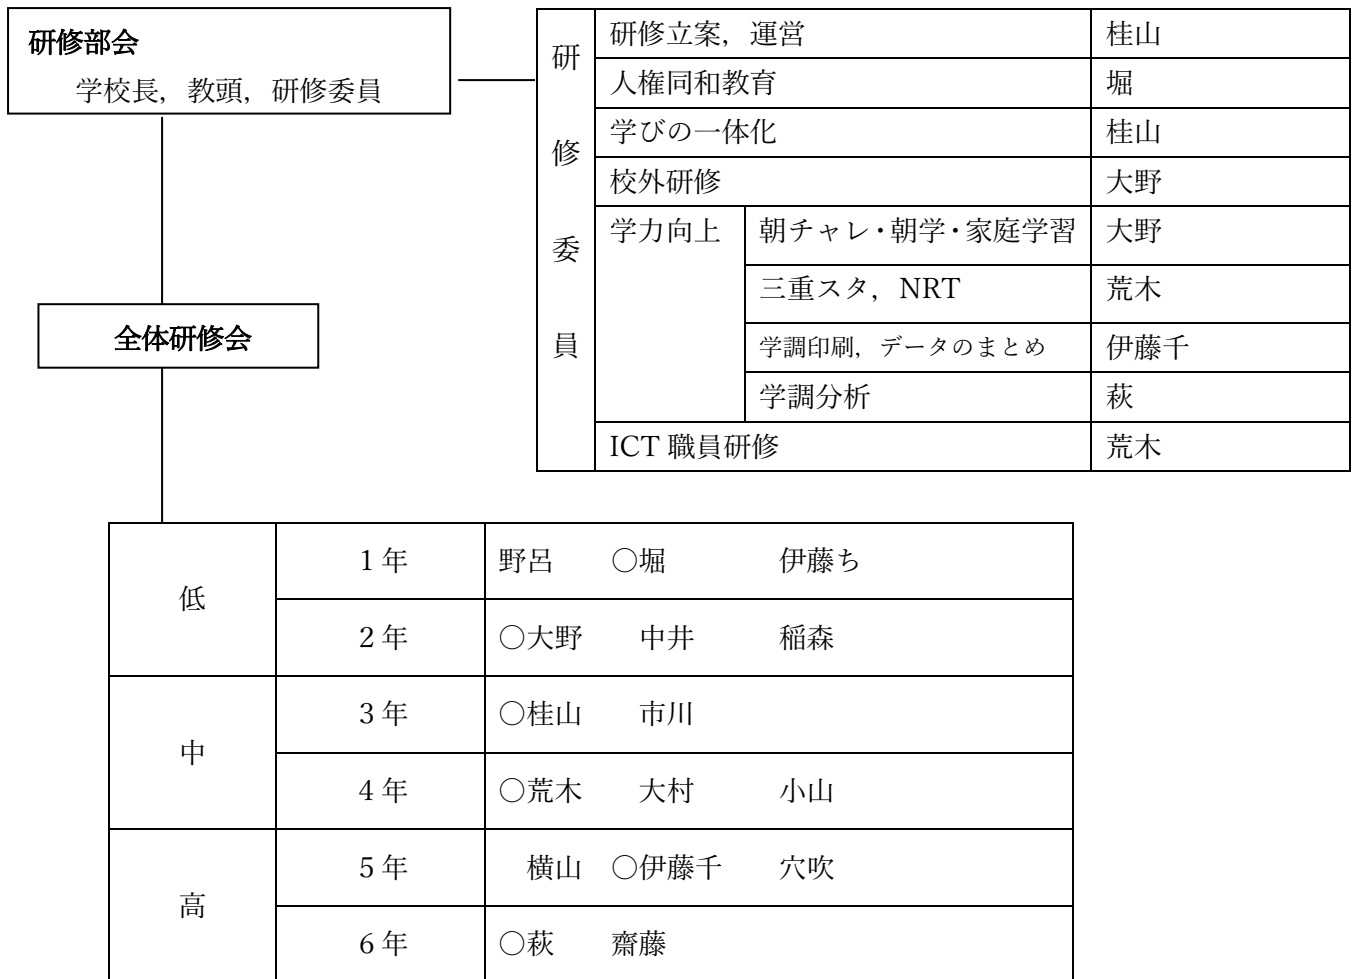 研修部会
学校長，教頭，研修委員
研修委員
研修立案，運営 桂山
人権同和教育 堀
学びの一体化 桂山
校外研修 大野
学力向上 朝チャレ・朝学・家庭学習 大野
三重スタ，NRT 荒木
学調印刷，データのまとめ 伊藤千
学調分析 萩
ICT 職員研修 荒木
全体研修会
低 1年 野呂 ○堀 伊藤ち
2年 ○大野 中井 稲森
中 3年 ○桂山 市川
4年 ○荒木 大村 小山
高 5年 横山 ○伊藤千 穴吹
6年 ○萩 齋藤